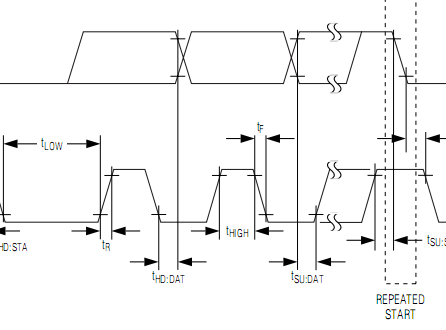 tF
tLOW
HD:STA
tR
tHIGH
tSU:S
tHD:DAT
tSU:DAT
REPEATED
START